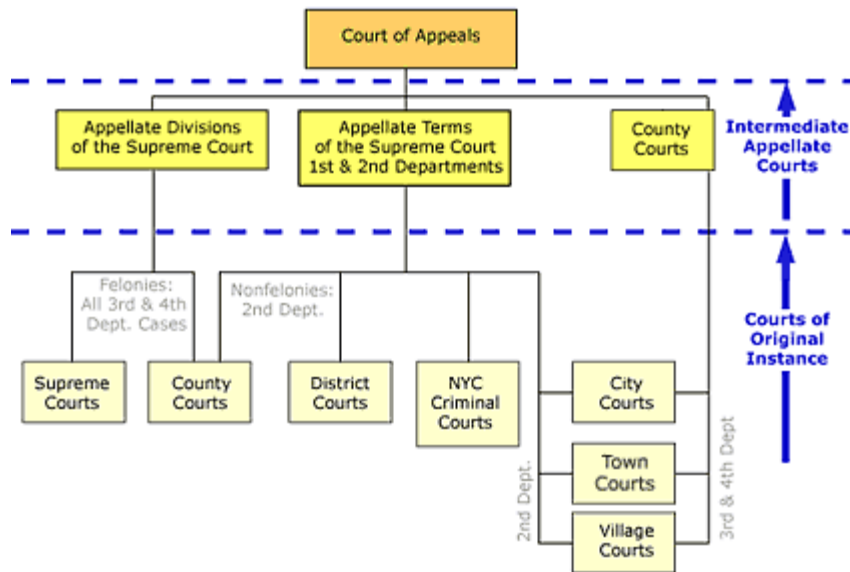 Court of Appeals
Appellate Divisions
of the Supreme Court
Appellate Terms
of the Supreme Court
1st & 2nd Departments
County
Courts
Intermediate
Appellate
Courts
Felonies:
All 3rd & 4th
Dept. Cases
Nonfelonies:
2nd Dept.
Courts of
Original
Instance
Supreme
Courts
County
Courts
District
Courts
NYC
Criminal
Courts
City
Courts
Town
Courts
Village
Courts
2nd Dept.
3rd & 4th Dept